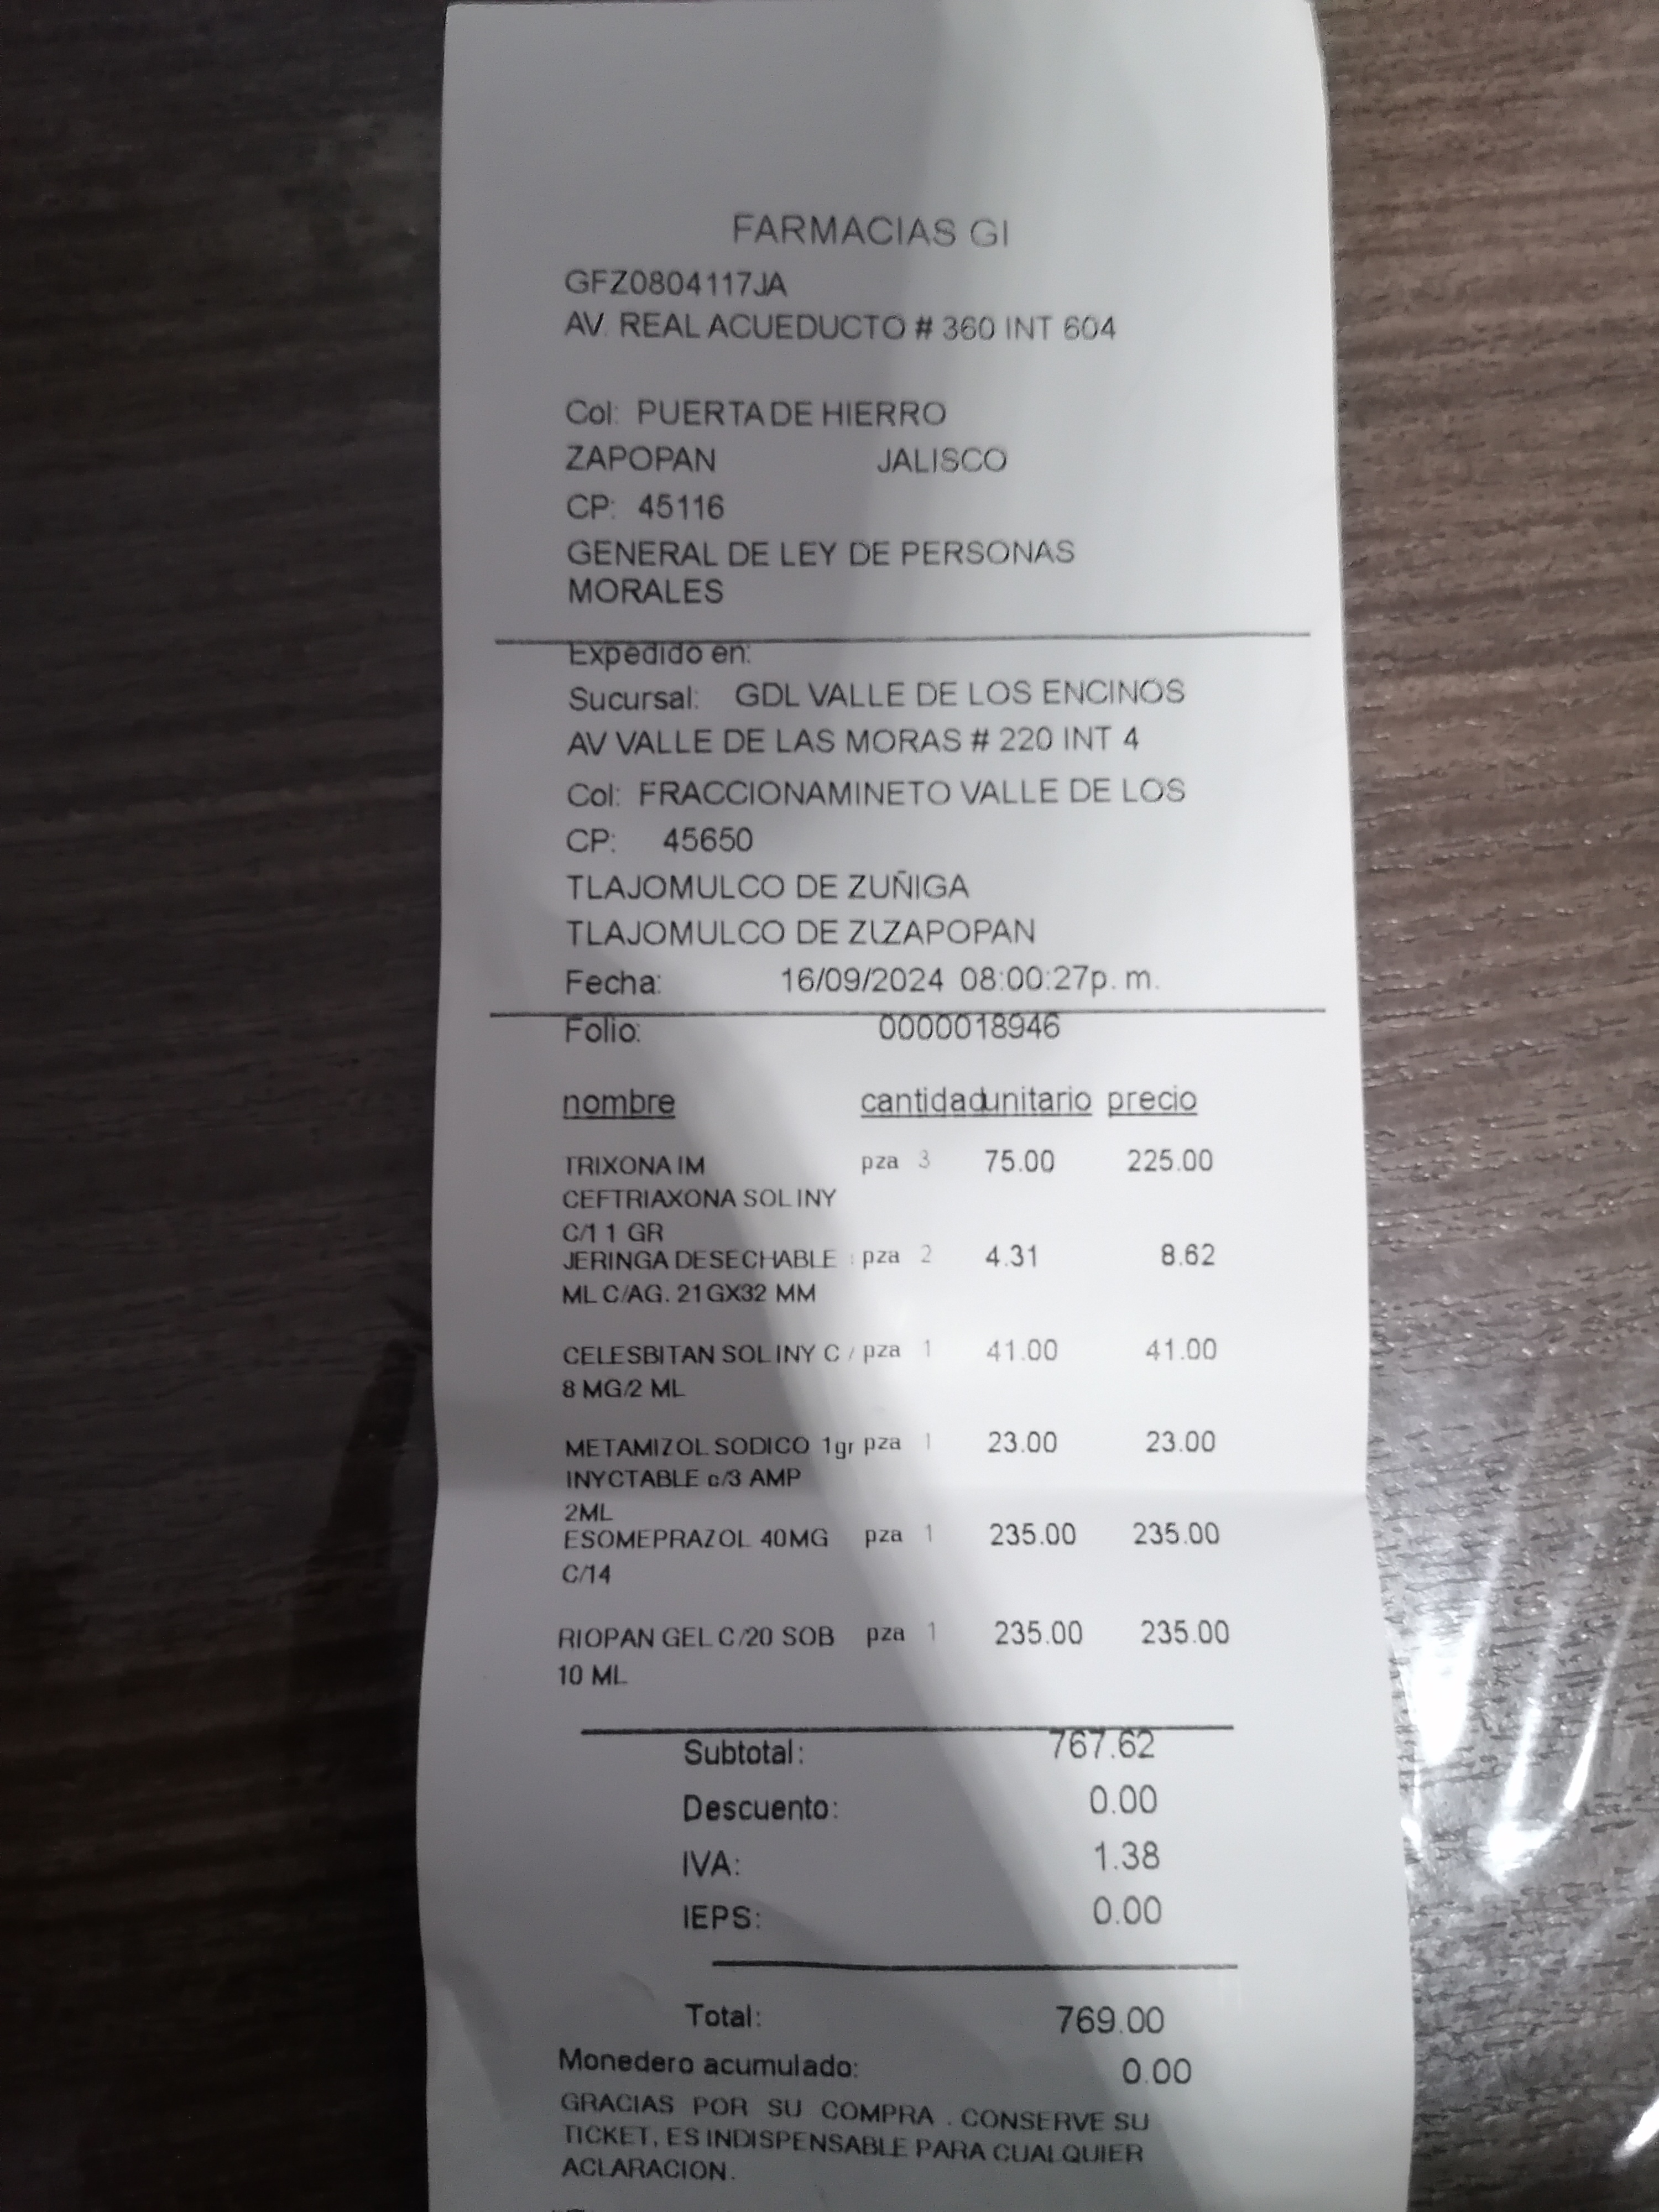 FARMACIAS GI
GFZ0804117JA
AV. REAL ACUEDUCTO # 360 INT 604
Col: PUERTA DE HIERRO
ZAPOPAN JALISCO
CP: 45116
GENERAL DE LEY DE PERSONAS
MORALES
Expedido en:
Sucursal: GDL VALLE DE LOS ENCINOS
AV VALLE DE LAS MORAS # 220 INT 4
Col: FRACCIONAMINETO VALLE DE LOS
CP: 45650
TLAJOMULCO DE ZUÑIGA
TLAJOMULCO DE ZUZAPOPAN
Fecha: 16/09/2024 08:00:27p. m.
Folio: 0000018946
nombre cantidad unitario precio
TRIXONA IM pza 3 75.00 225.00
CEFTRIAXONA SOL INY
C/1 1 GR
JERINGA DESECHABLE pza 2 4.31 8.62
ML C/AG. 21GX32 MM
CELESBITAN SOL INY C / pza 1 41.00 41.00
8 MG/2 ML
METAMIZOL SODICO 1gr pza 1 23.00 23.00
INYCTABLE c/3 AMP
2ML
ESOMEPRAZOL 40MG pza 1 235.00 235.00
C/14
RIOPAN GEL C/20 SOB pza 1 235.00 235.00
10 ML
Subtotal: 767.62
Descuento: 0.00
IVA: 1.38
IEPS: 0.00
Total: 769.00
Monedero acumulado: 0.00
GRACIAS POR SU COMPRA . CONSERVE SU
TICKET, ES INDISPENSABLE PARA CUALQUIER
ACLARACION.